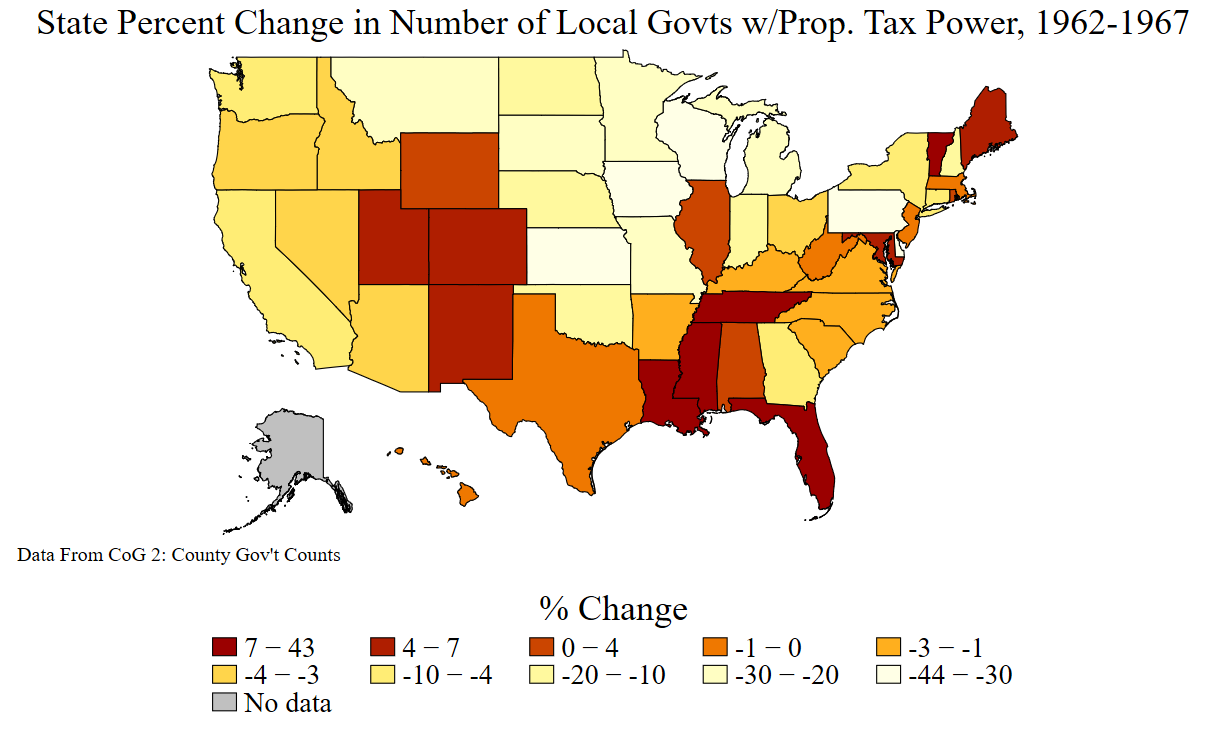 State Percent Change in Number of Local Govts w/Prop. Tax Power, 1962-1967
Data From CoG 2: County Gov't Counts
% Change
7 − 43 4 − 7 0 − 4 -1 − 0 -3 − -1
-4 − -3 -10 − -4 -20 − -10 -30 − -20 -44 − -30
No data